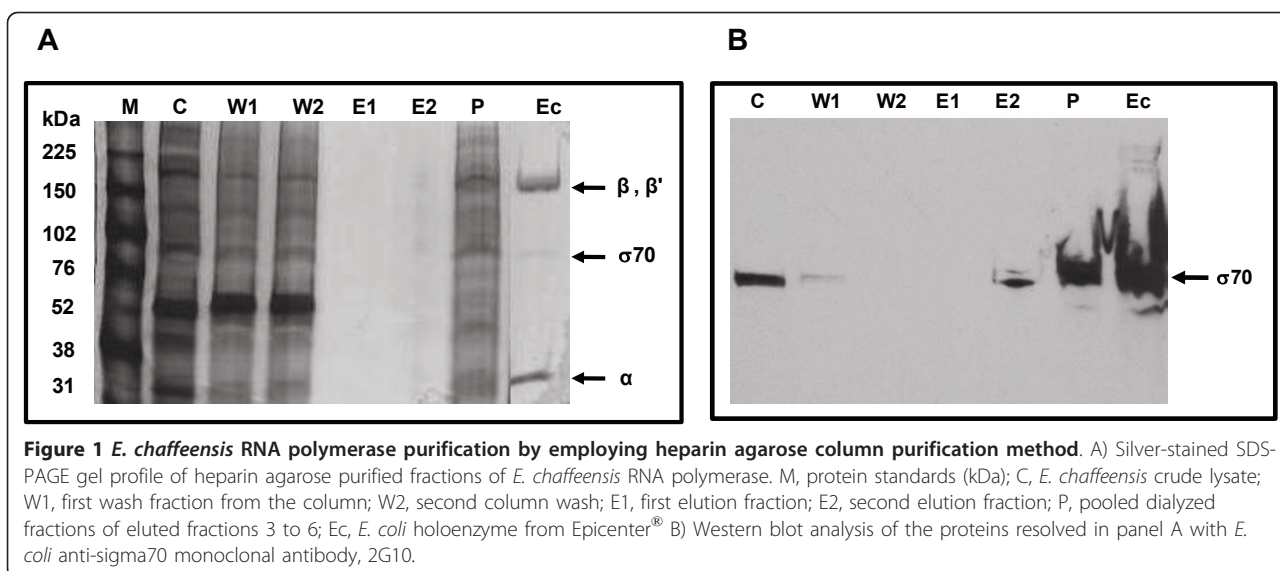 A
B
M C W1 W2 E1 E2 P Ec
kDa
225
150
102
76
52
38
31
β , β'
σ70
α
C W1 W2 E1 E2 P Ec
σ70
Figure 1 E. chaffeensis RNA polymerase purification by employing heparin agarose column purification method. A) Silver-stained SDS-
PAGE gel profile of heparin agarose purified fractions of E. chaffeensis RNA polymerase. M, protein standards (kDa); C, E. chaffeensis crude lysate;
W1, first wash fraction from the column; W2, second column wash; E1, first elution fraction; E2, second elution fraction; P, pooled dialyzed
fractions of eluted fractions 3 to 6; Ec, E. coli holoenzyme from Epicenter® B) Western blot analysis of the proteins resolved in panel A with E.
coli anti-sigma70 monoclonal antibody, 2G10.